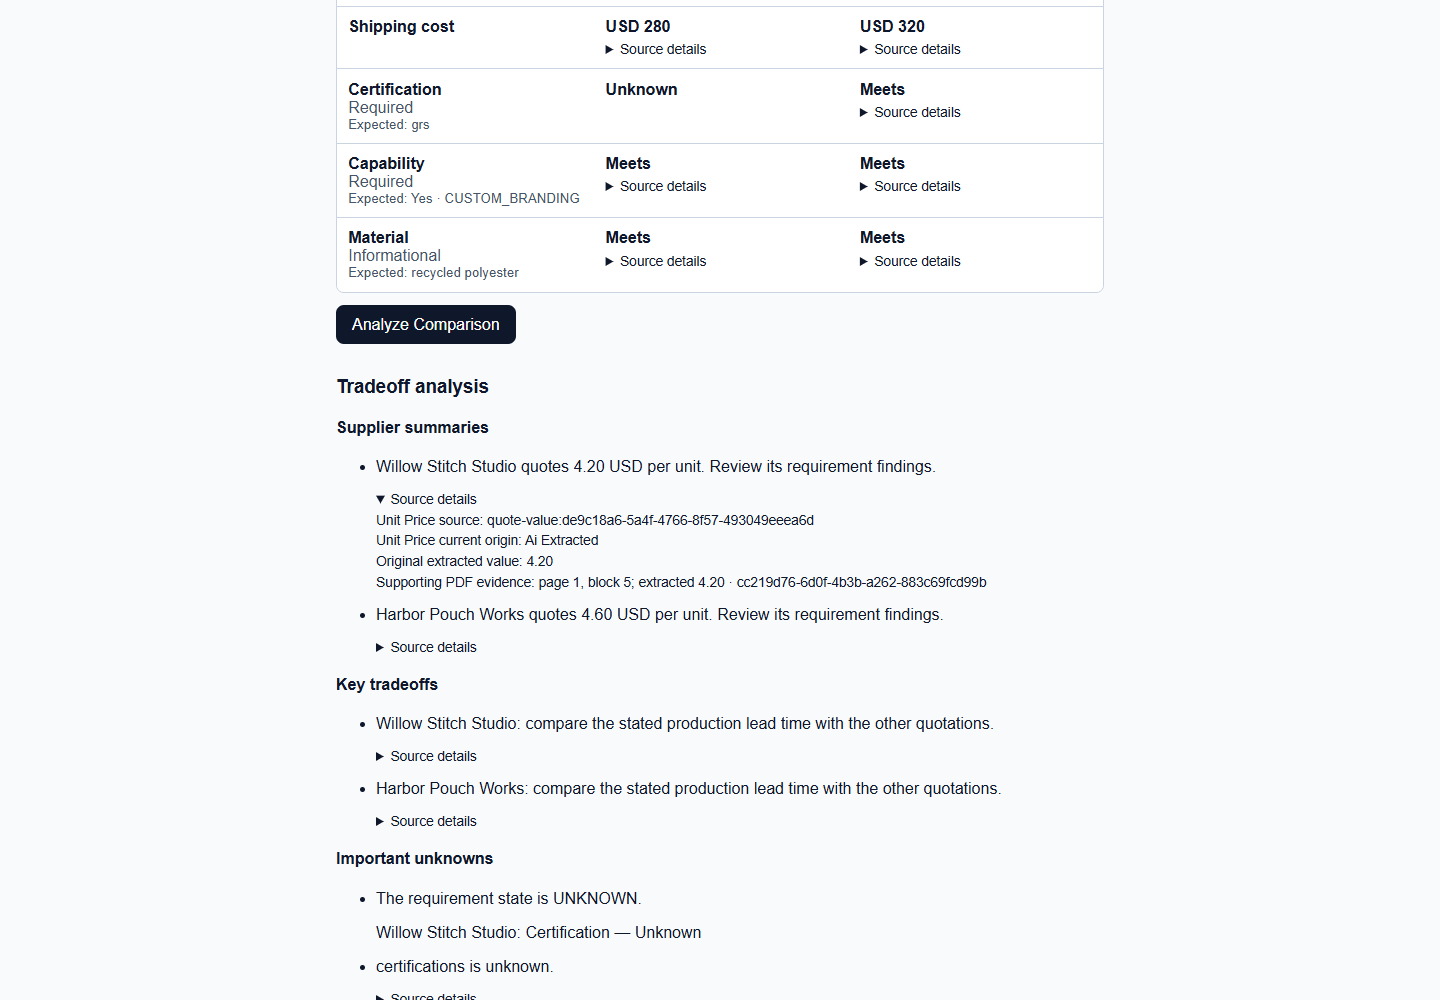 Shipping cost
USD 280
USD 320
Source details
Source details
Certification
Unknown
Meets
Required
Source details
Expected: grs
Capability
Meets
Meets
Required
Source details
Source details
Expected: Yes · CUSTOM_BRANDING
Material
Meets
Meets
Informational
Source details
Source details
Expected: recycled polyester
Analyze Comparison
Tradeoff analysis
Supplier summaries
Willow Stitch Studio quotes 4.20 USD per unit. Review its requirement findings.
Source details
Unit Price source: quote-value:de9c18a6-5a4f-4766-8f57-493049eeea6d
Unit Price current origin: Ai Extracted
Original extracted value: 4.20
Supporting PDF evidence: page 1, block 5; extracted 4.20 · cc219d76-6d0f-4b3b-a262-883c69fcd99b
Harbor Pouch Works quotes 4.60 USD per unit. Review its requirement findings.
Source details
Key tradeoffs
Willow Stitch Studio: compare the stated production lead time with the other quotations.
Source details
Harbor Pouch Works: compare the stated production lead time with the other quotations.
Source details
Important unknowns
The requirement state is UNKNOWN.
Willow Stitch Studio: Certification — Unknown
certifications is unknown.
Source details